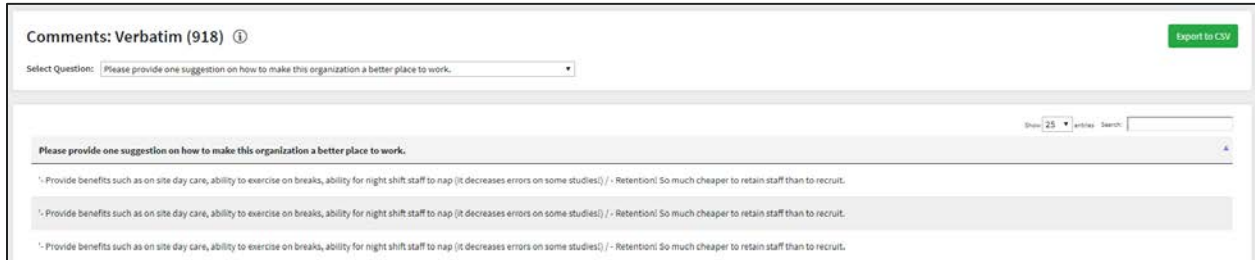 Comments: Verbatim (918) ⓘ
Export to CSV
Select Question: Please provide one suggestion on how to make this organization a better place to work.
Show 25 entries Search:
Please provide one suggestion on how to make this organization a better place to work.
'- Provide benefits such as on site day care, ability to exercise on breaks, ability for night shift staff to nap (it decreases errors on some studies!) / - Retention! So much cheaper to retain staff than to recruit.
'- Provide benefits such as on site day care, ability to exercise on breaks, ability for night shift staff to nap (it decreases errors on some studies!) / - Retention! So much cheaper to retain staff than to recruit.
'- Provide benefits such as on site day care, ability to exercise on breaks, ability for night shift staff to nap (it decreases errors on some studies!) / - Retention! So much cheaper to retain staff than to recruit.